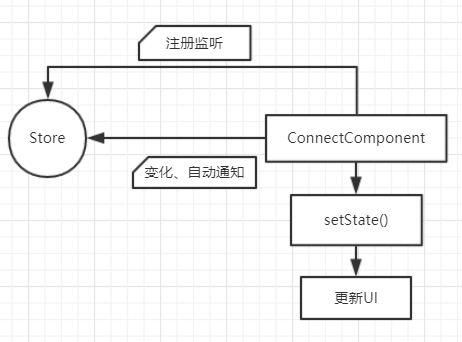 注册监听
Store
ConnectComponent
变化、自动通知
setState()
更新UI